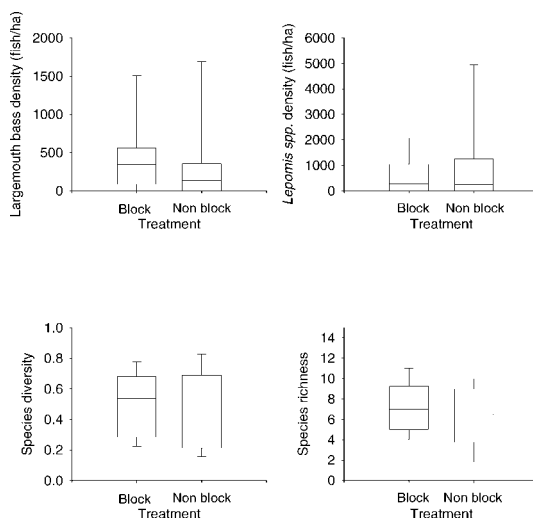 Largemouth bass density (fish/ha)
2000
1500
1000
500
0
Block Non block
Treatment
Lepomis spp. density (fish/ha)
6000
5000
4000
3000
2000
1000
0
Block Non block
Treatment
Species diversity
1.0
0.8
0.6
0.4
0.2
0.0
Block Non block
Treatment
Species richness
14
12
10
8
6
4
2
0
Block Non block
Treatment